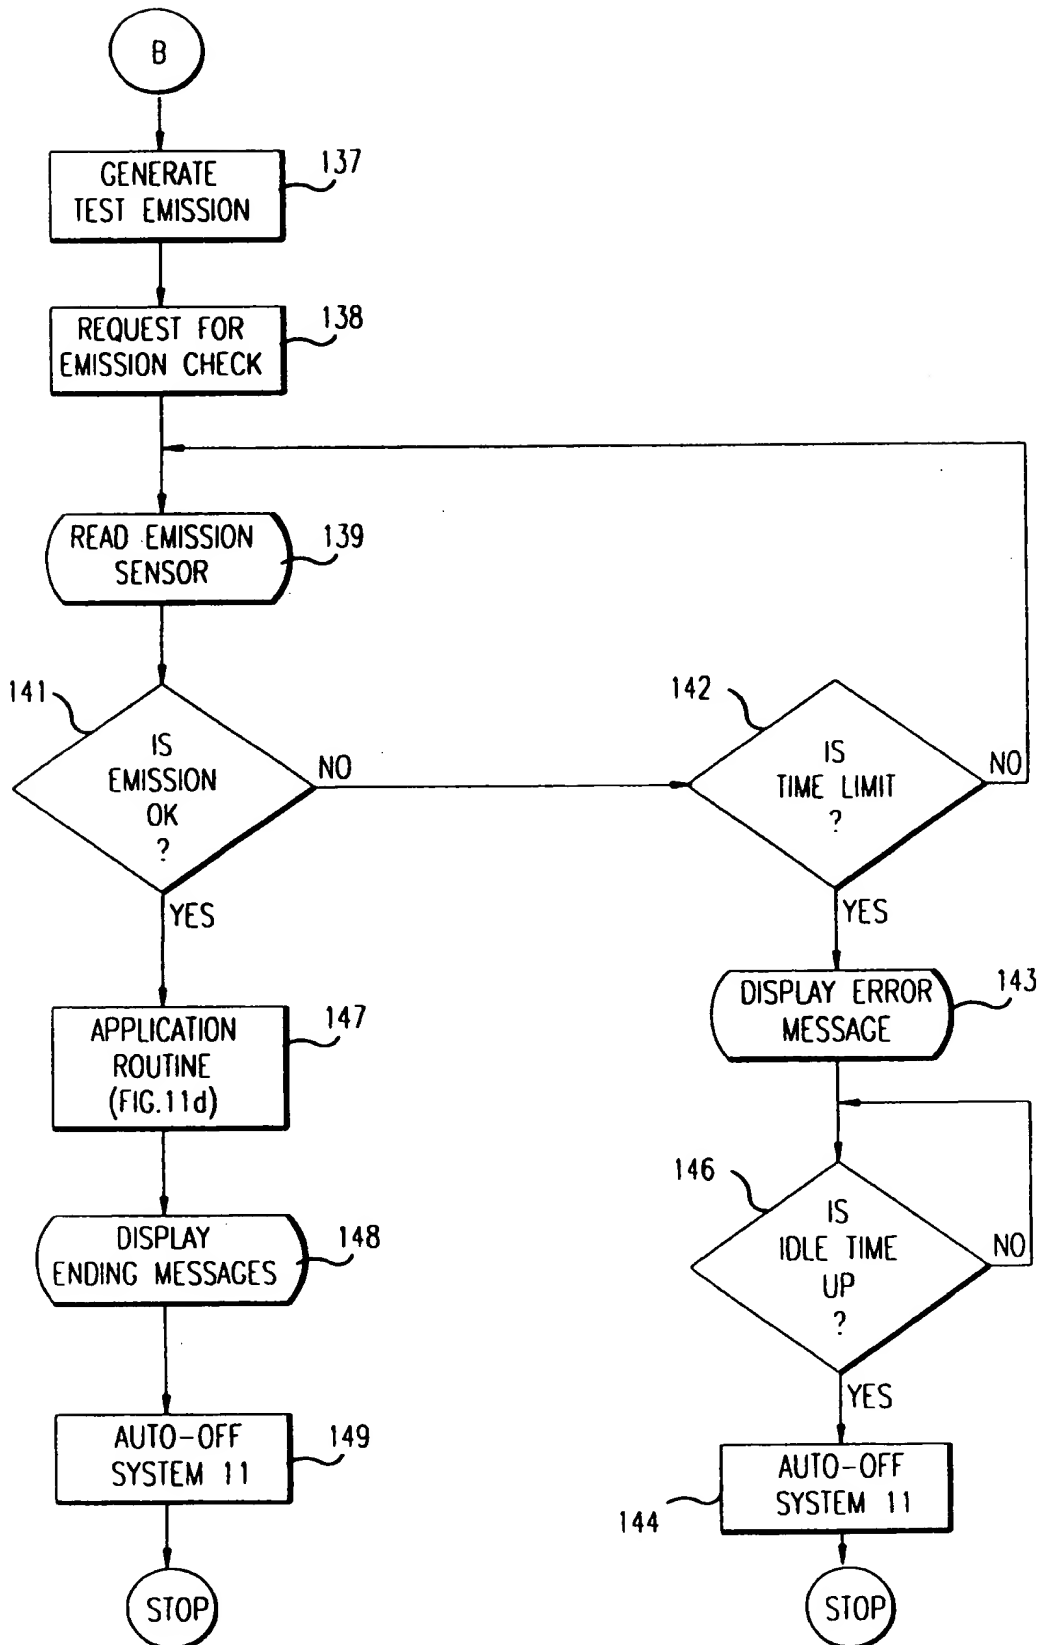 B
GENERATE
TEST EMISSION
137
REQUEST FOR
EMISSION CHECK
138
READ EMISSION
SENSOR
139
141
IS
EMISSION
OK
?
NO
YES
142
IS
TIME LIMIT
?
NO
YES
DISPLAY ERROR
MESSAGE
143
146
IS
IDLE TIME
UP
?
NO
YES
AUTO-OFF
SYSTEM 11
144
STOP
APPLICATION
ROUTINE
(FIG.11d)
147
DISPLAY
ENDING MESSAGES
148
AUTO-OFF
SYSTEM 11
149
STOP